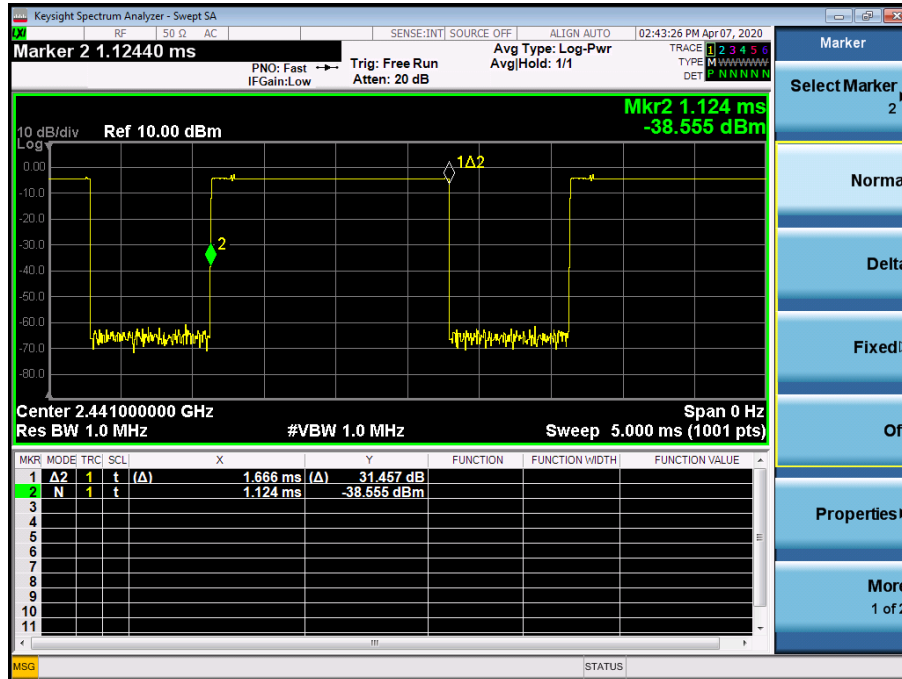 Keysight Spectrum Analyzer - Swept SA
LXI RF 50 Ω AC SENSE:INT SOURCE OFF ALIGN AUTO 02:43:26 PM Apr 07, 2020
Marker 2 1.12440 ms
PNO: Fast
IFGain:Low
Trig: Free Run
Atten: 20 dB
Avg Type: Log-Pwr
Avg|Hold: 1/1
TRACE 1 2 3 4 5 6
TYPE M WWWWW
DET P N N N N N
Mkr2 1.124 ms
-38.555 dBm
10 dB/div Ref 10.00 dBm
Log
0.00
-10.0
-20.0
-30.0
-40.0
-50.0
-60.0
-70.0
-80.0
1Δ2
2
Center 2.441000000 GHz Span 0 Hz
Res BW 1.0 MHz #VBW 1.0 MHz Sweep 5.000 ms (1001 pts)
MKR MODE TRC SCL X Y FUNCTION FUNCTION WIDTH FUNCTION VALUE
1 Δ2 1 t (Δ) 1.666 ms (Δ) 31.457 dB
2 N 1 t 1.124 ms -38.555 dBm
3
4
5
6
7
8
9
10
11
MSG STATUS
Marker
Select Marker
2
Norma
Delta
Fixed
Of
Properties
More
1 of 2